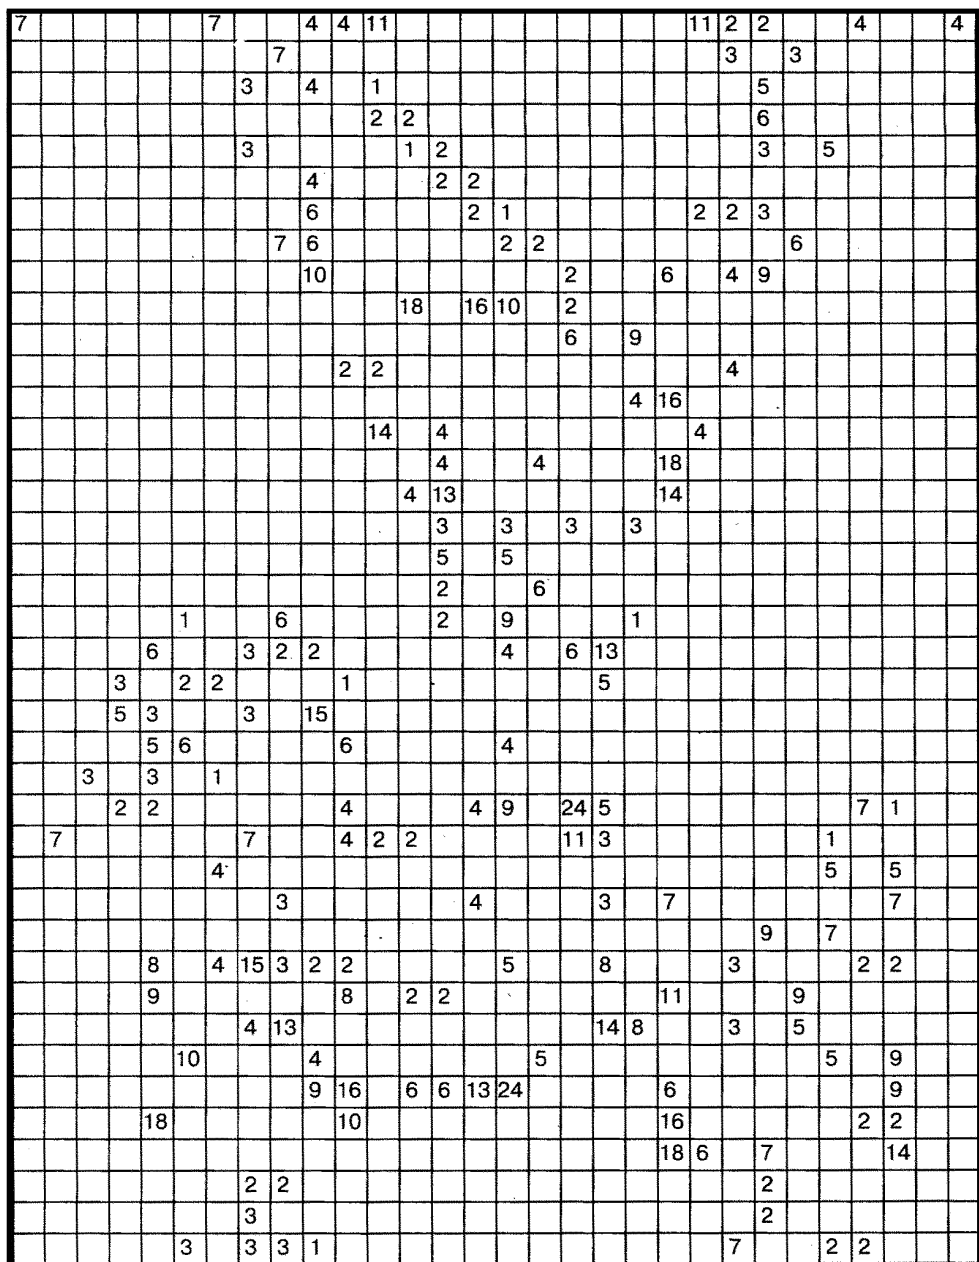 7 7 4 4 11 11 2 2 4 4
7 3 3
3 4 1 5
2 2 6
3 1 2 3 5
4 2 2
6 2 1 2 2 3
7 6 2 2 6
10 2 6 4 9
18 16 10 2
6 9
2 2 4
4 16
14 4 4
4 4 18
4 13 14
3 3 3 3
5 5
2 6
1 6 2 9 1
6 3 2 2 4 6 13
3 2 2 1 5
5 3 3 15
5 6 6 4
3 3 1
2 2 4 4 9 24 5 7 1
7 7 4 2 2 11 3 1
4 5 5
3 4 3 7 7
9 7
8 4 15 3 2 2 5 8 3 2 2
9 8 2 2 11 9
4 13 14 8 3 5
10 4 5 5 9
9 16 6 6 13 24 6 9
18 10 16 2 2
18 6 7 14
2 2 2
3 2
3 3 3 1 7 2 2